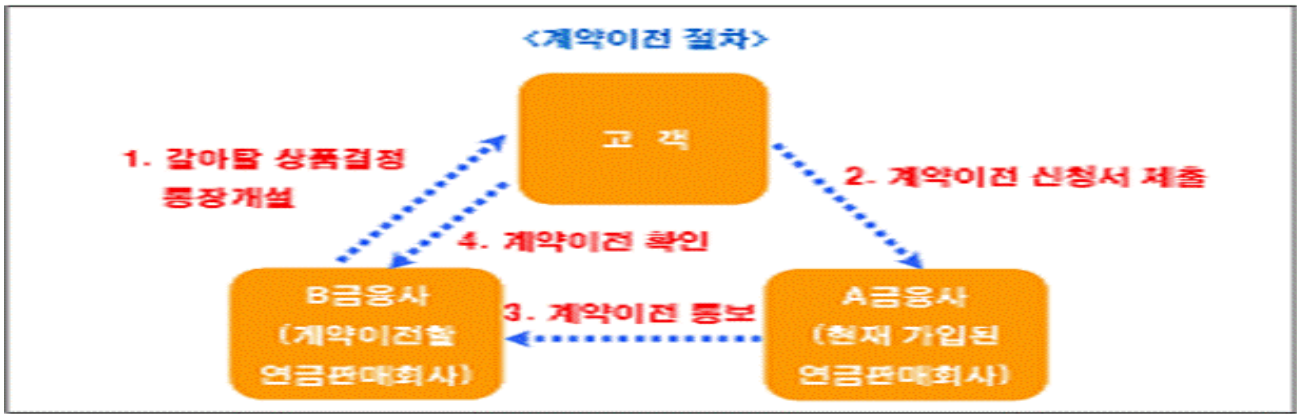 <계약이전 절차>
고 객
1. 갈아탈 상품결정
통장개설
2. 계약이전 신청서 제출
4. 계약이전 확인
B금융사
(계약이전할
연금판매회사)
3. 계약이전 통보
A금융사
(현재 가입된
연금판매회사)